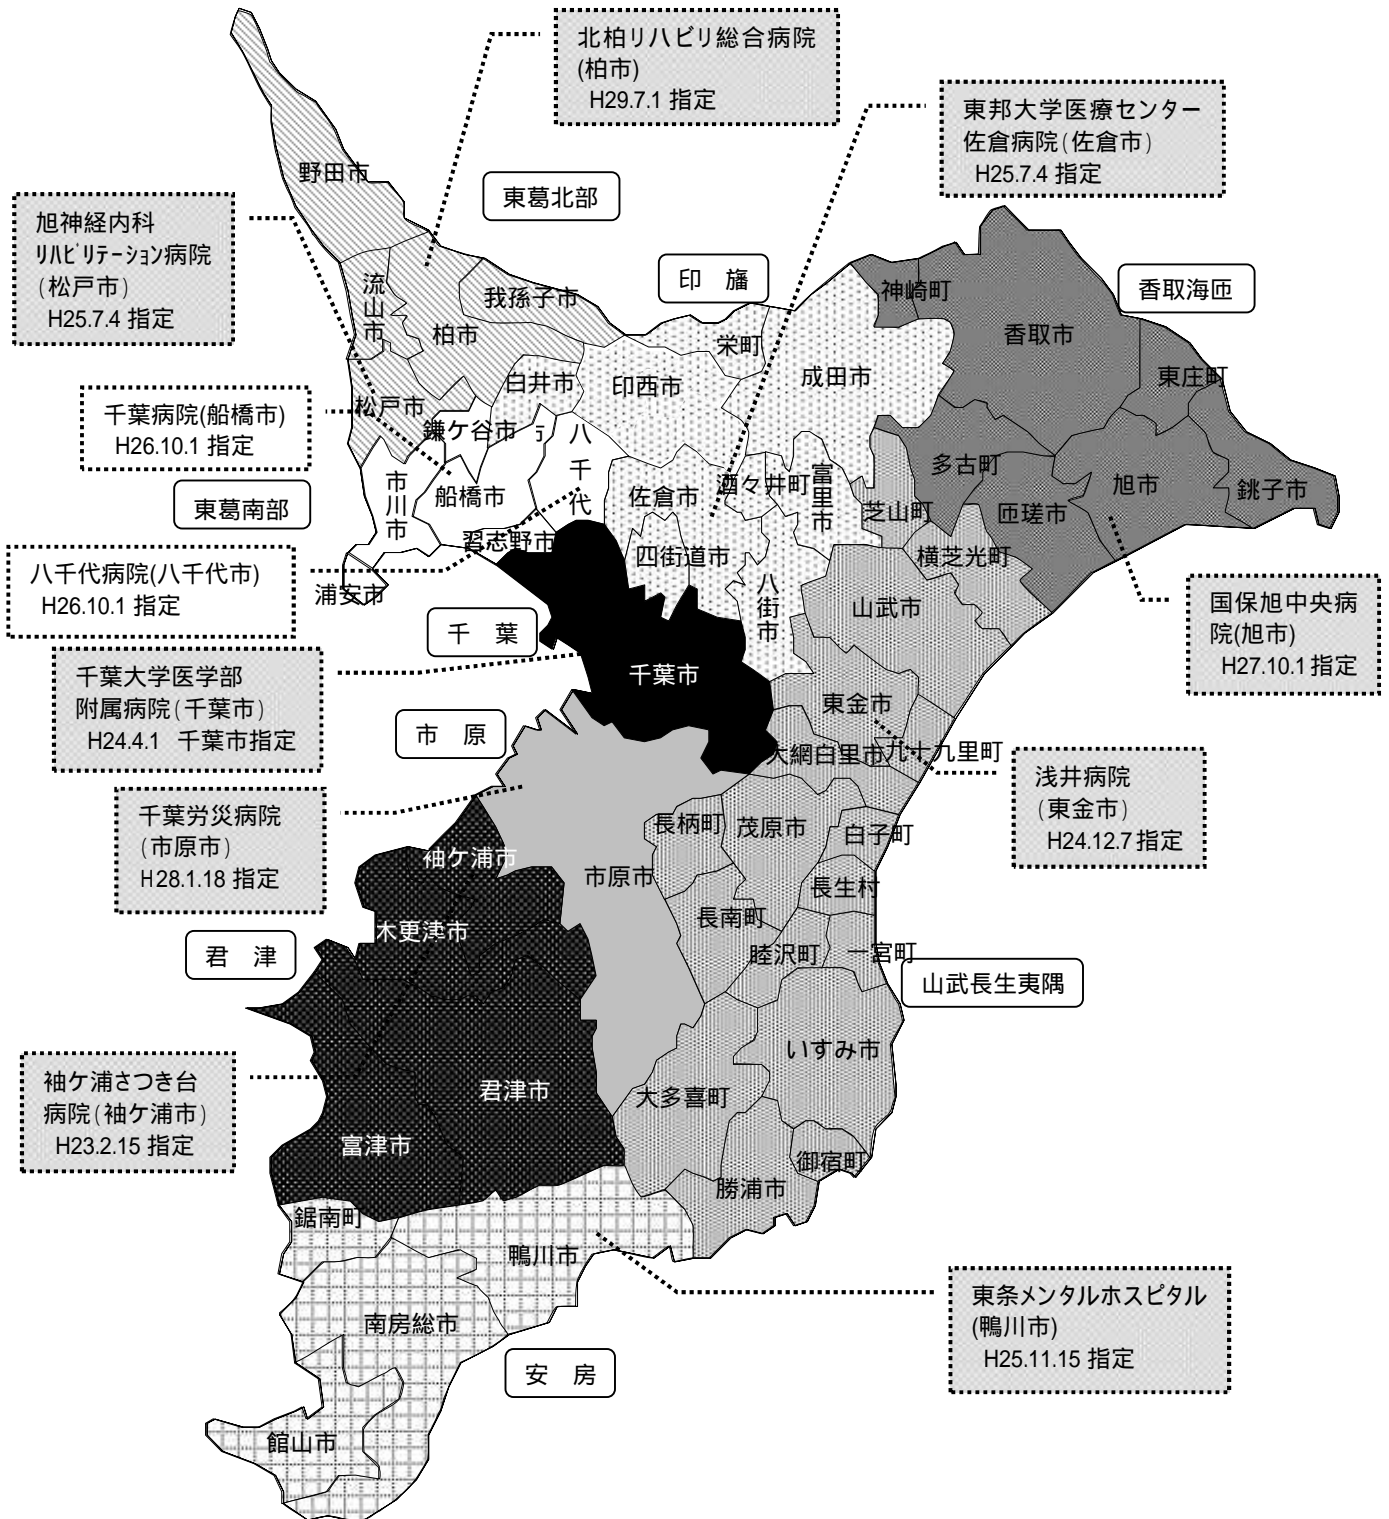 北柏リハビリ総合病院
(柏市)
H29.7.1 指定
東邦大学医療センター
佐倉病院(佐倉市)
H25.7.4 指定
野田市
東葛北部
旭神経内科
ﾘﾊﾋﾞﾘﾃｰｼｮﾝ病院
(松戸市)
H25.7.4 指定
印　旛
香取海匝
流山市
我孫子市
柏市
神崎町
香取市
栄町
成田市
東庄町
白井市
印西市
松戸市
千葉病院(船橋市)
H26.10.1 指定
鎌ケ谷市
八千代市
市川市
船橋市
佐倉市
酒々井町
富里市
多古町
旭市
銚子市
東葛南部
芝山町
匝瑳市
習志野市
四街道市
横芝光町
八千代病院(八千代市)
H26.10.1 指定
浦安市
八街市
山武市
国保旭中央病
院(旭市)
H27.10.1 指定
千　葉
千葉市
千葉大学医学部
附属病院(千葉市)
H24.4.1 千葉市指定
東金市
市　原
大網白里市
九十九里町
浅井病院
(東金市)
H24.12.7 指定
千葉労災病院
(市原市)
H28.1.18 指定
長柄町
茂原市
白子町
袖ケ浦市
市原市
長生村
長南町
木更津市
君　津
睦沢町
一宮町
山武長生夷隅
いすみ市
袖ケ浦さつき台
病院(袖ケ浦市)
H23.2.15 指定
君津市
大多喜町
富津市
御宿町
勝浦市
鋸南町
鴨川市
東条メンタルホスピタル
(鴨川市)
H25.11.15 指定
南房総市
安　房
館山市